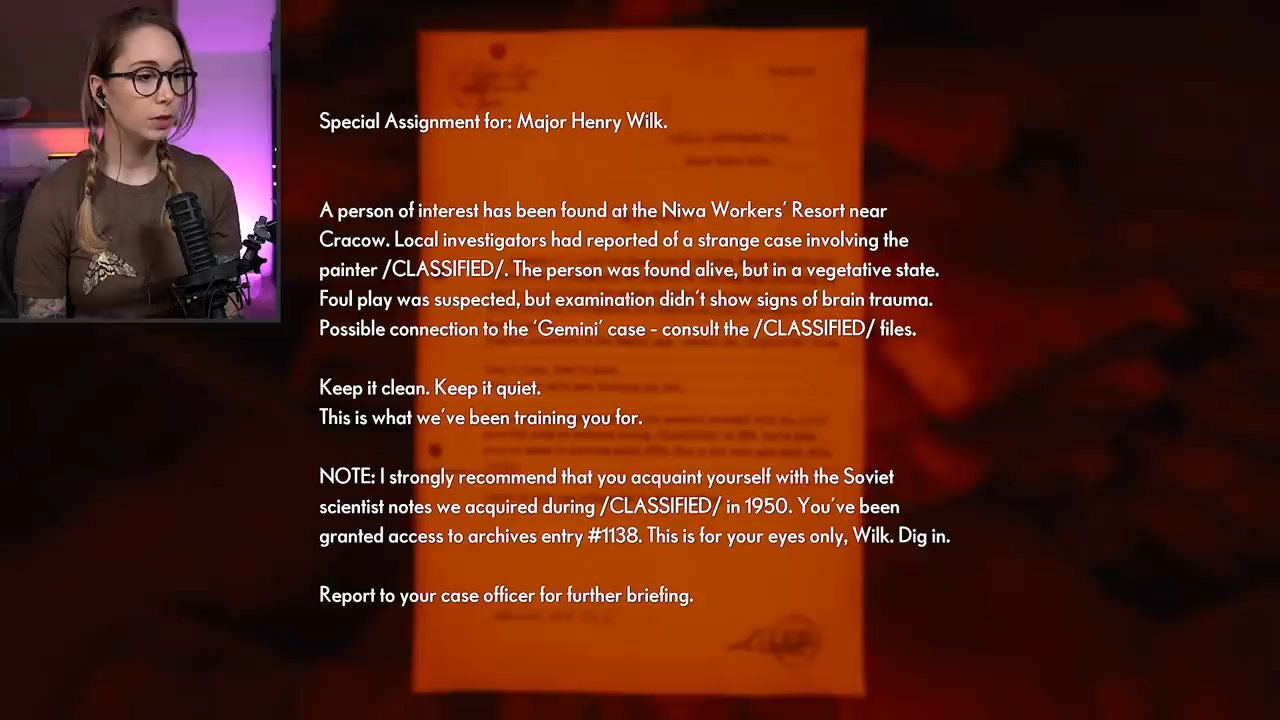 Special Assignment for: Major Henry Wilk.
A person of interest has been found at the Niwa Workers' Resort near
Cracow. Local investigators had reported of a strange case involving the
painter /CLASSIFIED/. The person was found alive, but in a vegetative state.
Foul play was suspected, but examination didn't show signs of brain trauma.
Possible connection to the 'Gemini' case - consult the /CLASSIFIED/ files.
Keep it clean. Keep it quiet.
This is what we've been training you for.
NOTE: I strongly recommend that you acquaint yourself with the Soviet
scientist notes we acquired during /CLASSIFIED/ in 1950. You've been
granted access to archives entry #1138. This is for your eyes only, Wilk. Dig in.
Report to your case officer for further briefing.